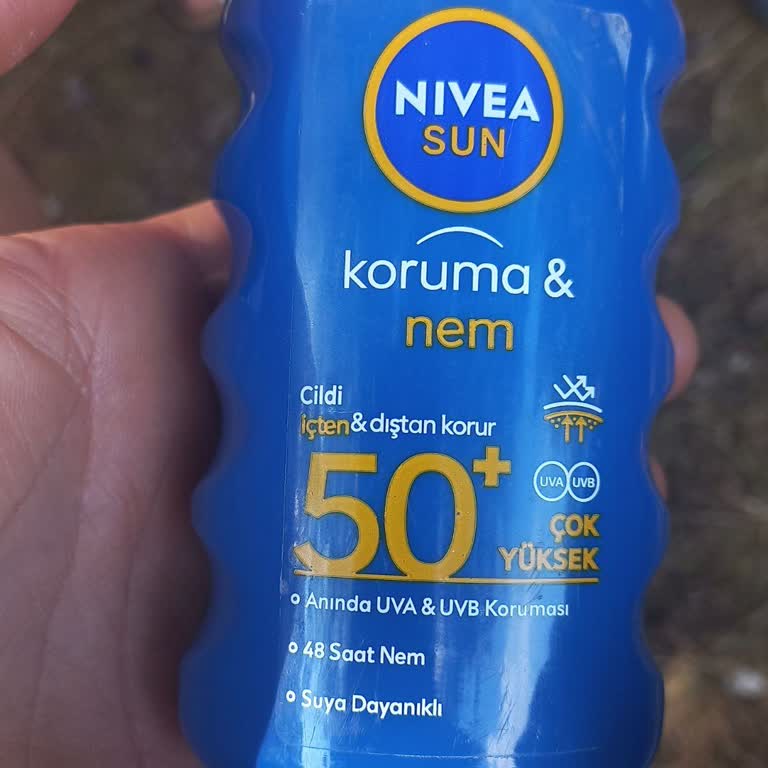 NIVEA
SUN
koruma &
nem
Cildi
içten & dıştan korur
50+
UVA UVB
ÇOK
YÜKSEK
Anında UVA & UVB Koruması
48 Saat Nem
Suya Dayanıklı